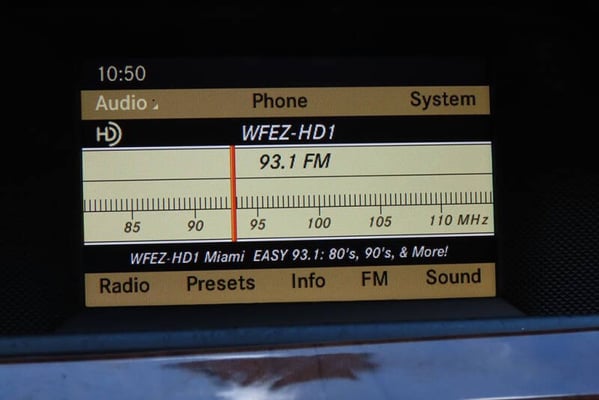 10:50
Audio Phone System
HD WFEZ-HD1
93.1 FM
85 90 95 100 105 110 MHz
WFEZ-HD1 Miami EASY 93.1: 80's, 90's, & More!
Radio Presets Info FM Sound